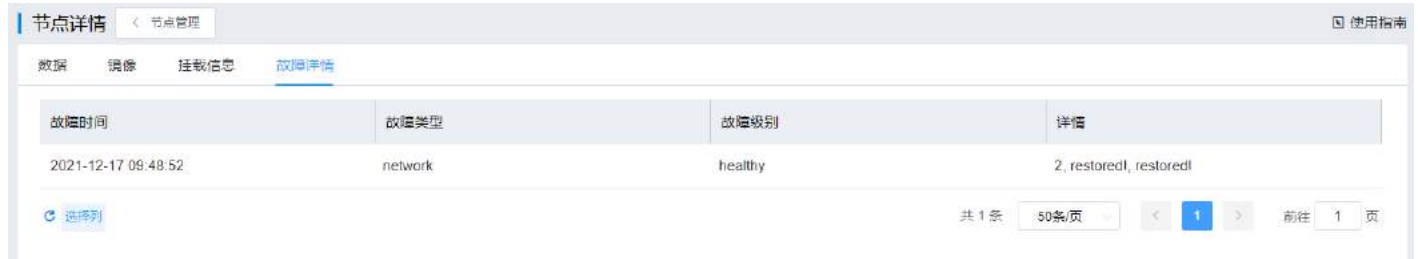 节点详情 < 节点管理 使用指南
数据 镜像 挂载信息 故障详情
故障时间 故障类型 故障级别 详情
2021-12-17 09:48:52 network healthy 2, restored!, restored!
选择列 共 1 条 50条/页 < 1 > 前往 1 页